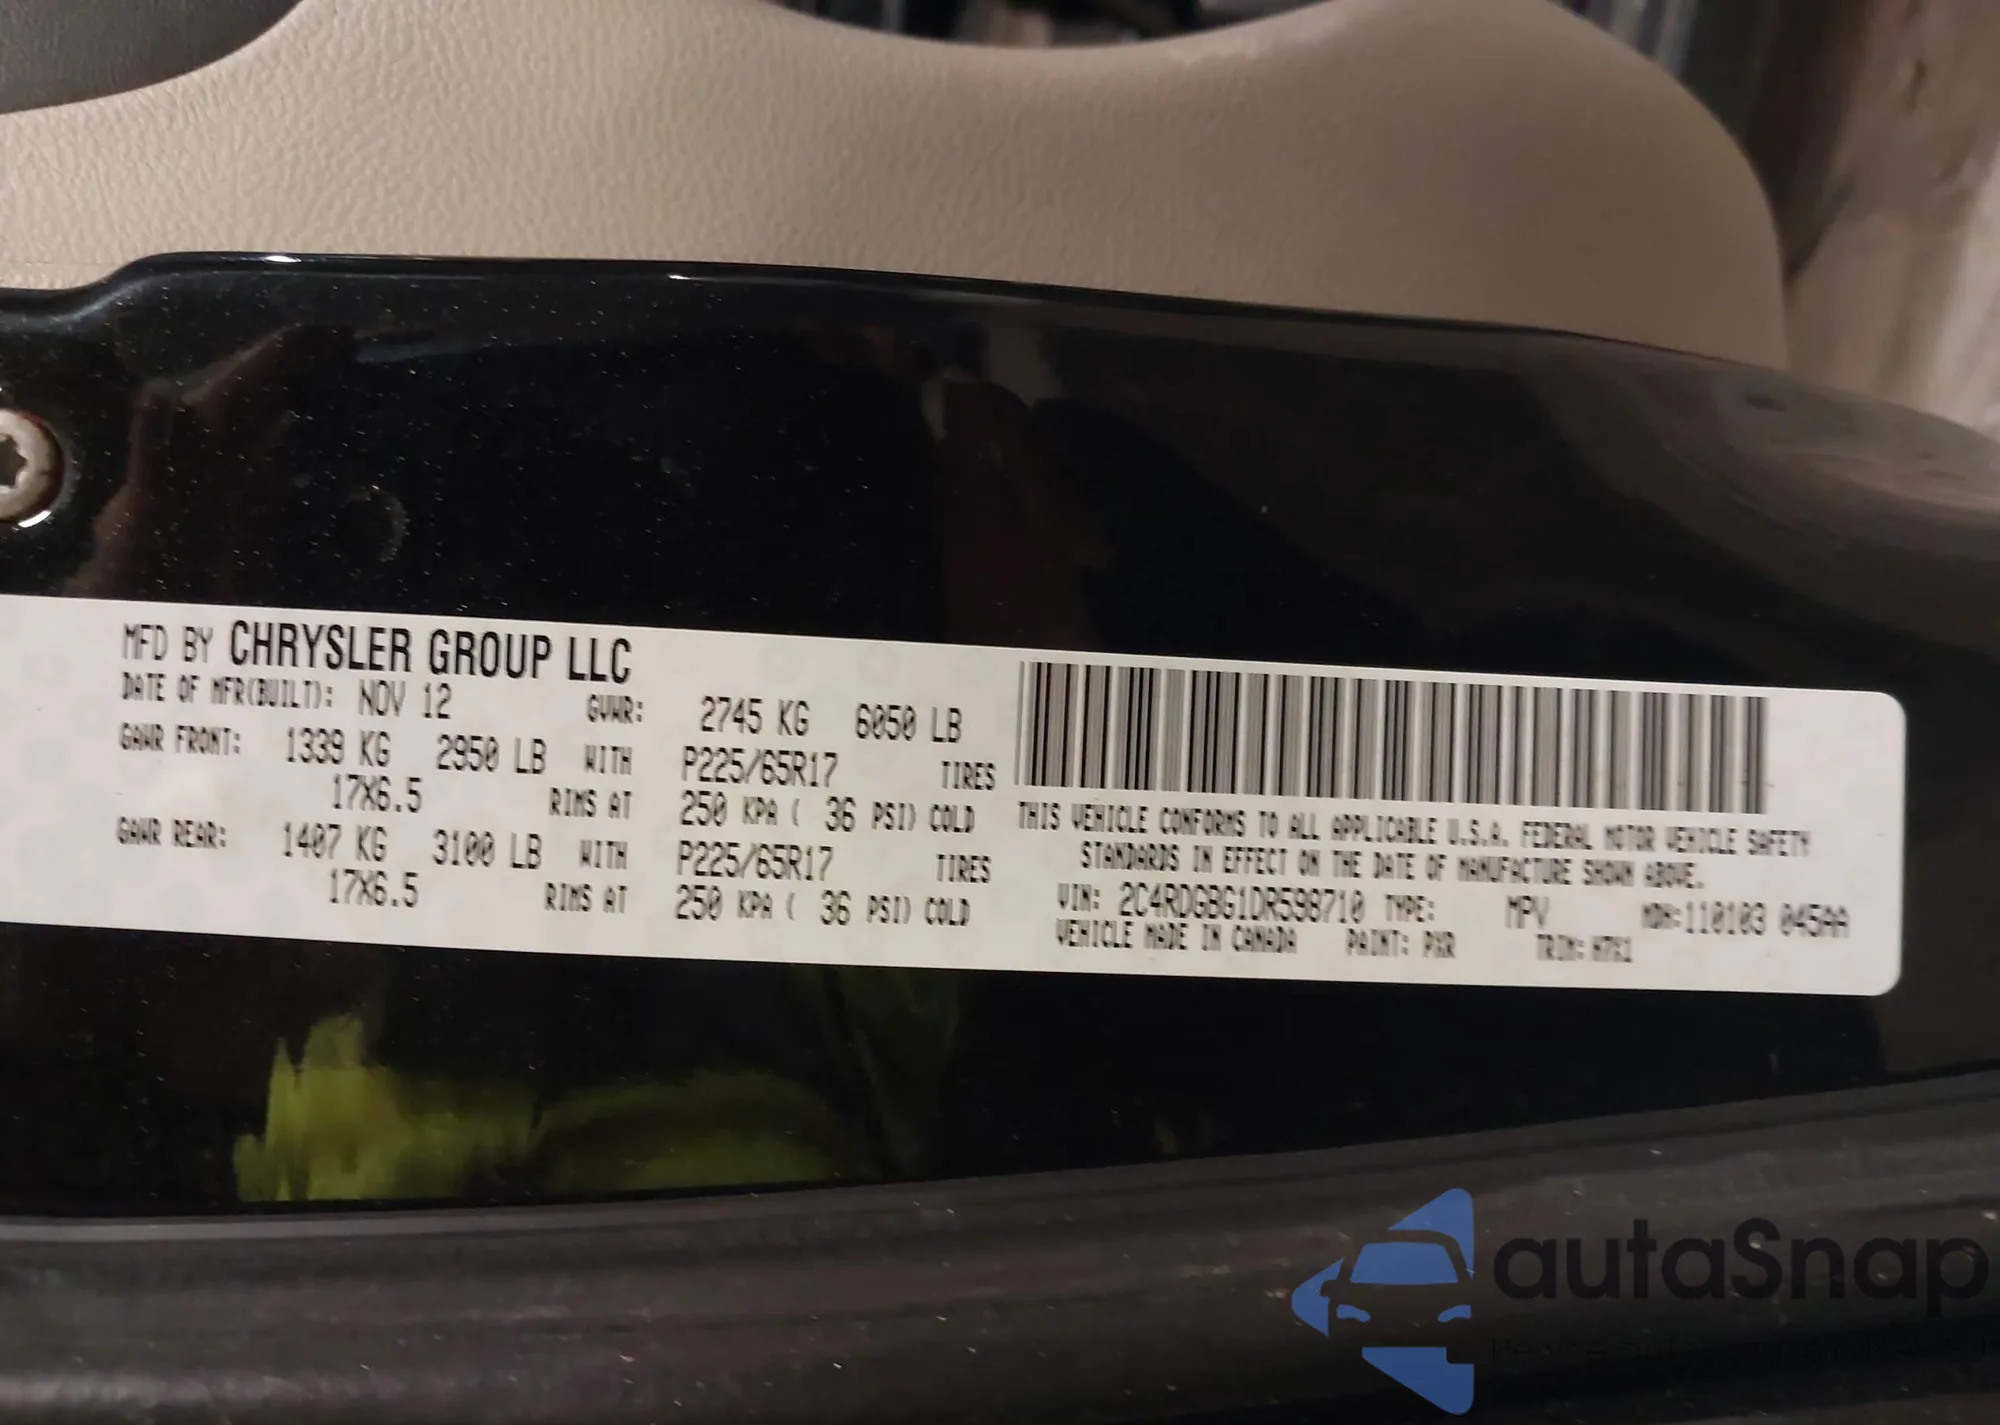 MFD BY CHRYSLER GROUP LLC
DATE OF MFR(BUILT): NOV 12 GVWR: 2745 KG 6050 LB
GAWR FRONT: 1339 KG 2950 LB WITH P225/65R17 TIRES
17X6.5 RIMS AT 250 KPA ( 36 PSI) COLD
GAWR REAR: 1407 KG 3100 LB WITH P225/65R17 TIRES
17X6.5 RIMS AT 250 KPA ( 36 PSI) COLD
THIS VEHICLE CONFORMS TO ALL APPLICABLE U.S.A. FEDERAL MOTOR VEHICLE SAFETY
STANDARDS IN EFFECT ON THE DATE OF MANUFACTURE SHOWN ABOVE.
VIN: 2C4RDGBG1DR598710 TYPE: MPV MDH:110103 045AA
VEHICLE MADE IN CANADA PAINT: PXR TRIM:
autaSnap